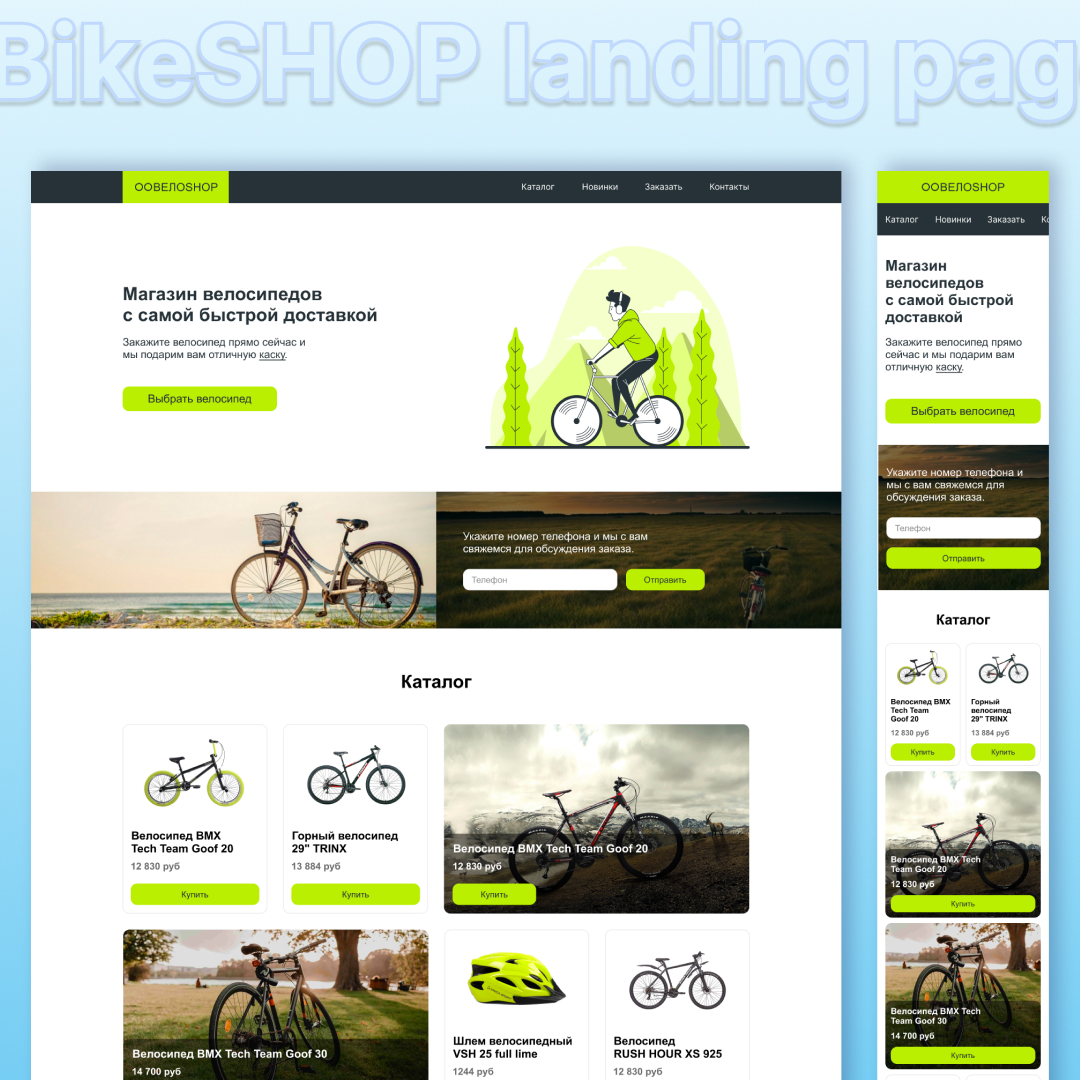 BikeSHOP landing pag
ОOВЕЛОSHOP
Каталог
Новинки
Заказать
Контакты
Магазин велосипедов
с самой быстрой доставкой
Закажите велосипед прямо сейчас и
мы подарим вам отличную каску.
Выбрать велосипед
Укажите номер телефона и мы с вам
свяжемся для обсуждения заказа.
Телефон
Отправить
Каталог
Велосипед BMX
Tech Team Goof 20
12 830 руб
Купить
Горный велосипед
29" TRINX
13 884 руб
Купить
Велосипед BMX Tech Team Goof 20
12 830 руб
Купить
Велосипед BMX Tech Team Goof 30
14 700 руб
Шлем велосипедный
VSH 25 full lime
1244 руб
Велосипед
RUSH HOUR XS 925
12 830 руб
ОOВЕЛОSHOP
Каталог
Новинки
Заказать
Ко
Магазин
велосипедов
с самой быстрой
доставкой
Закажите велосипед прямо
сейчас и мы подарим вам
отличную каску.
Выбрать велосипед
Укажите номер телефона и
мы с вам свяжемся для
обсуждения заказа.
Телефон
Отправить
Каталог
Велосипед BMX
Tech Team
Goof 20
12 830 руб
Купить
Горный
велосипед
29" TRINX
13 884 руб
Купить
Велосипед BMX Tech
Team Goof 20
12 830 руб
Купить
Велосипед BMX Tech
Team Goof 30
14 700 руб
Купить